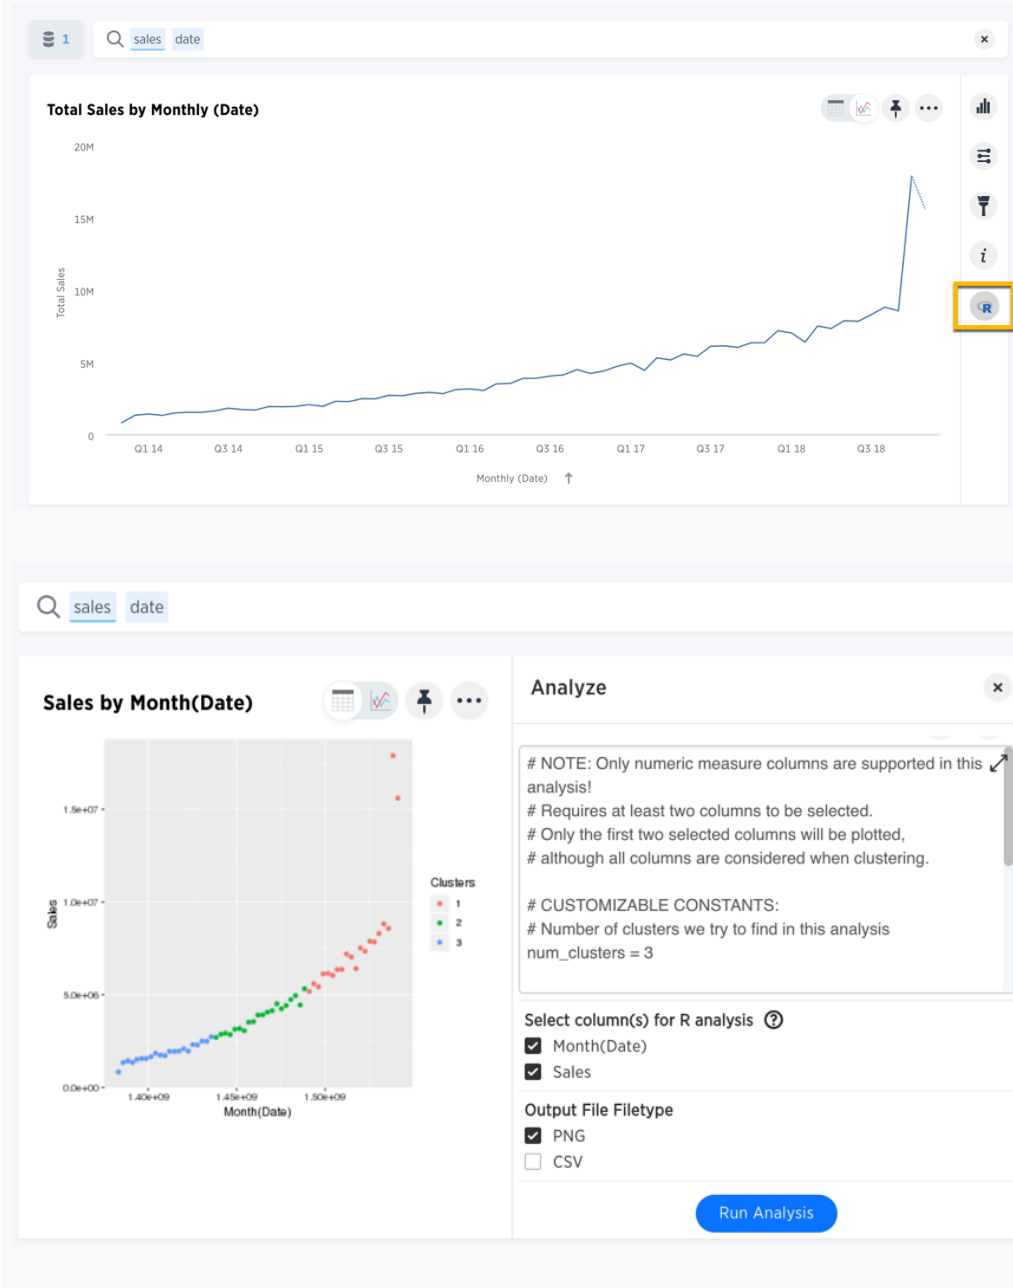 1
sales date
Total Sales by Monthly (Date)
20M
15M
10M
5M
0
Total Sales
Q1 14 Q3 14 Q1 15 Q3 15 Q1 16 Q3 16 Q1 17 Q3 17 Q1 18 Q3 18
Monthly (Date)
i
R
sales date
Sales by Month(Date)
1.5e+07
1.0e+07
5.0e+06
0.0e+00
Sales
1.40e+09 1.45e+09 1.50e+09
Month(Date)
Clusters
1
2
3
Analyze
# NOTE: Only numeric measure columns are supported in this
analysis!
# Requires at least two columns to be selected.
# Only the first two selected columns will be plotted,
# although all columns are considered when clustering.
# CUSTOMIZABLE CONSTANTS:
# Number of clusters we try to find in this analysis
num_clusters = 3
Select column(s) for R analysis ?
Month(Date)
Sales
Output File Filetype
PNG
CSV
Run Analysis